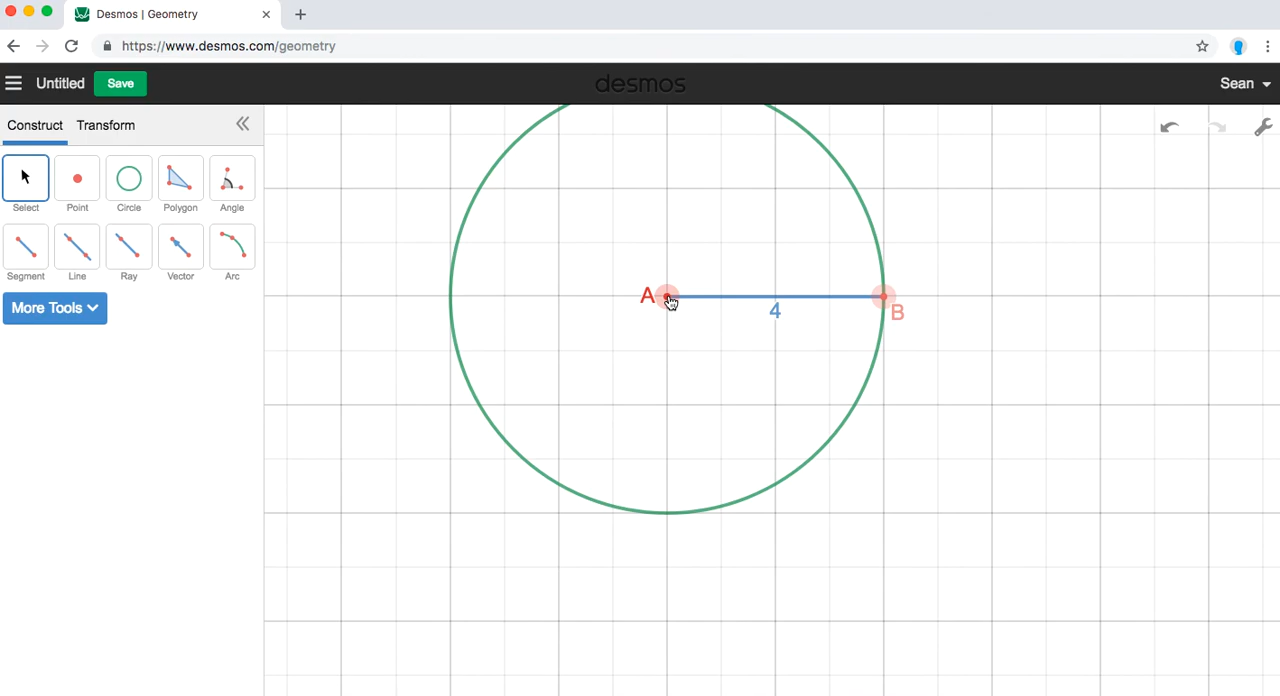 Desmos | Geometry
https://www.desmos.com/geometry
Untitled Save desmos Sean
Construct Transform
Select Point Circle Polygon Angle
Segment Line Ray Vector Arc
More Tools
A
4
B